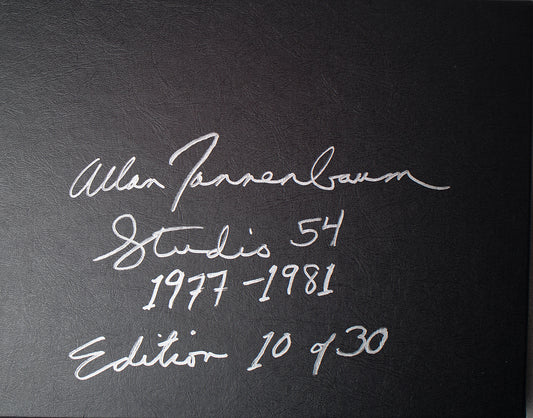 Allan Tannenbaum
Studio 54
1977-1981
Edition 10 of 30